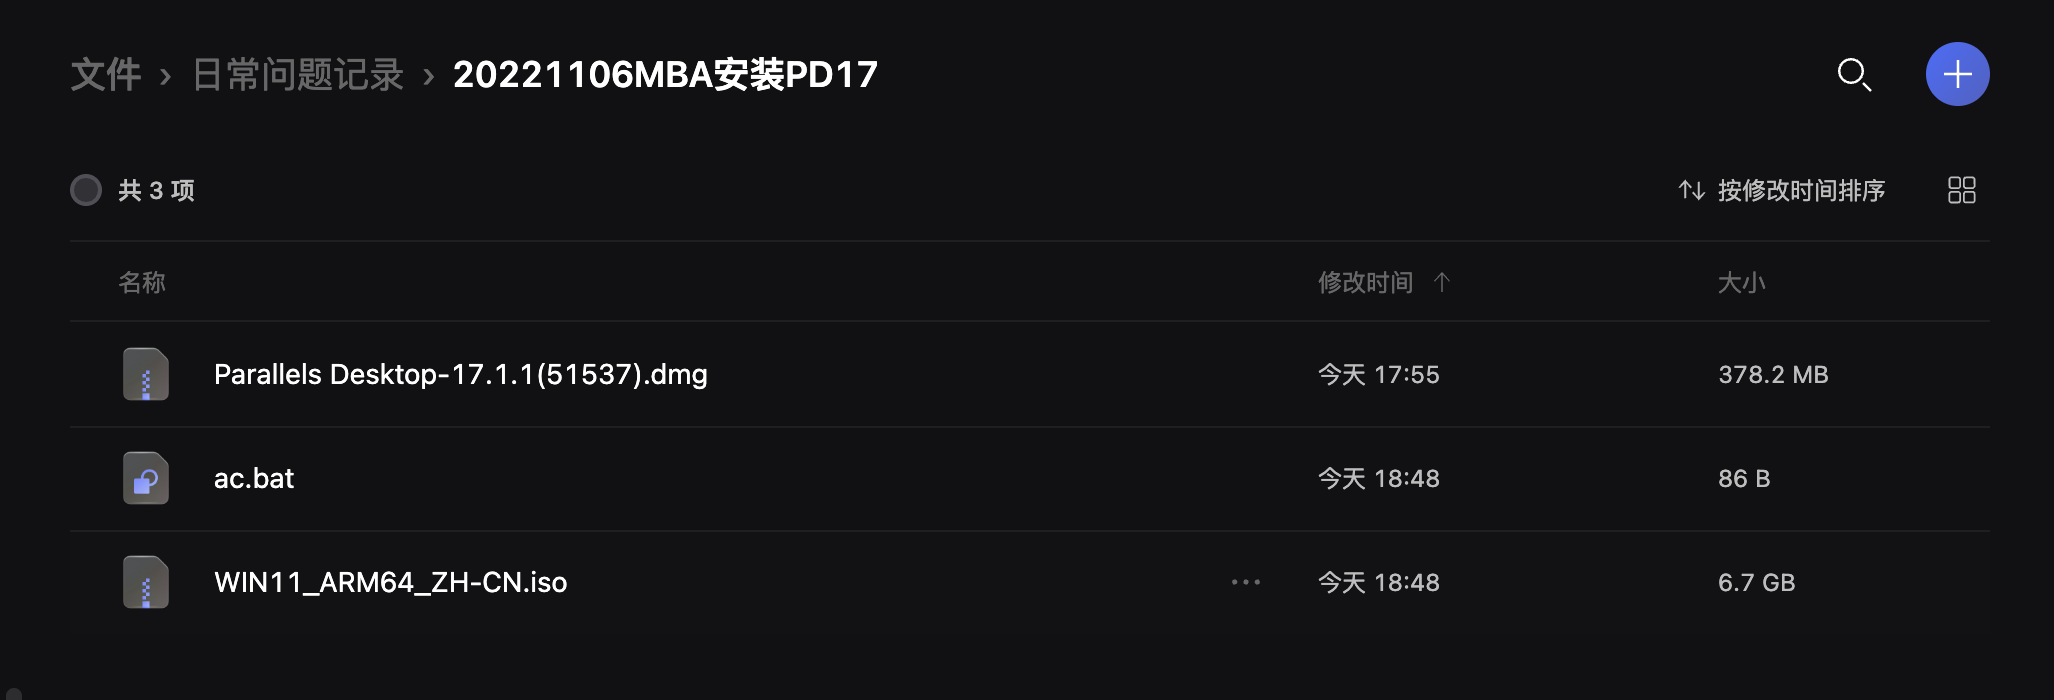 文件 › 日常问题记录 › 20221106MBA安装PD17
共 3 项 按修改时间排序
名称 修改时间 ↑ 大小
Parallels Desktop-17.1.1(51537).dmg 今天 17:55 378.2 MB
ac.bat 今天 18:48 86 B
WIN11_ARM64_ZH-CN.iso ··· 今天 18:48 6.7 GB